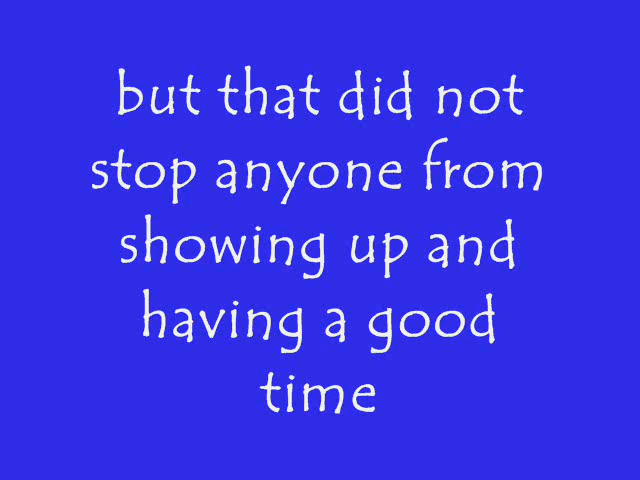 but that did not
stop anyone from
showing up and
having a good
time